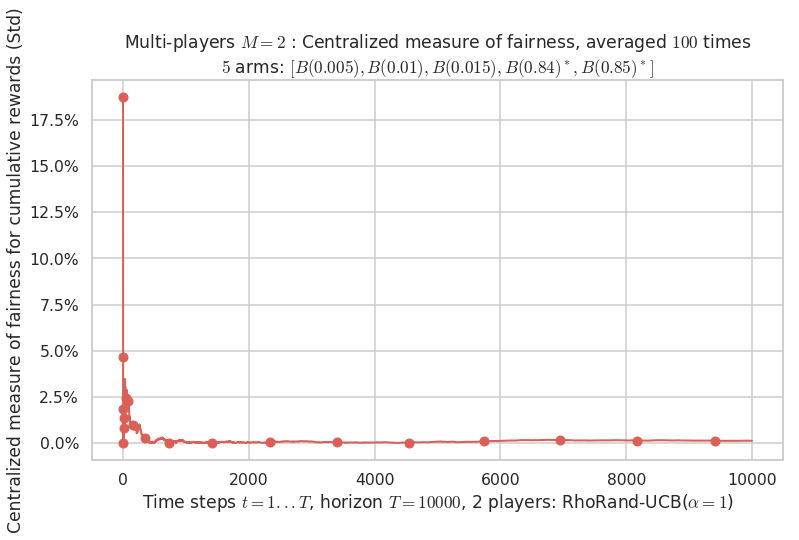 Multi-players M = 2 : Centralized measure of fairness, averaged 100 times
5 arms: [B(0.005), B(0.01), B(0.015), B(0.84)*, B(0.85)*]
Centralized measure of fairness for cumulative rewards (Std)
17.5%
15.0%
12.5%
10.0%
7.5%
5.0%
2.5%
0.0%
0 2000 4000 6000 8000 10000
Time steps t = 1...T, horizon T = 10000, 2 players: RhoRand-UCB(α = 1)